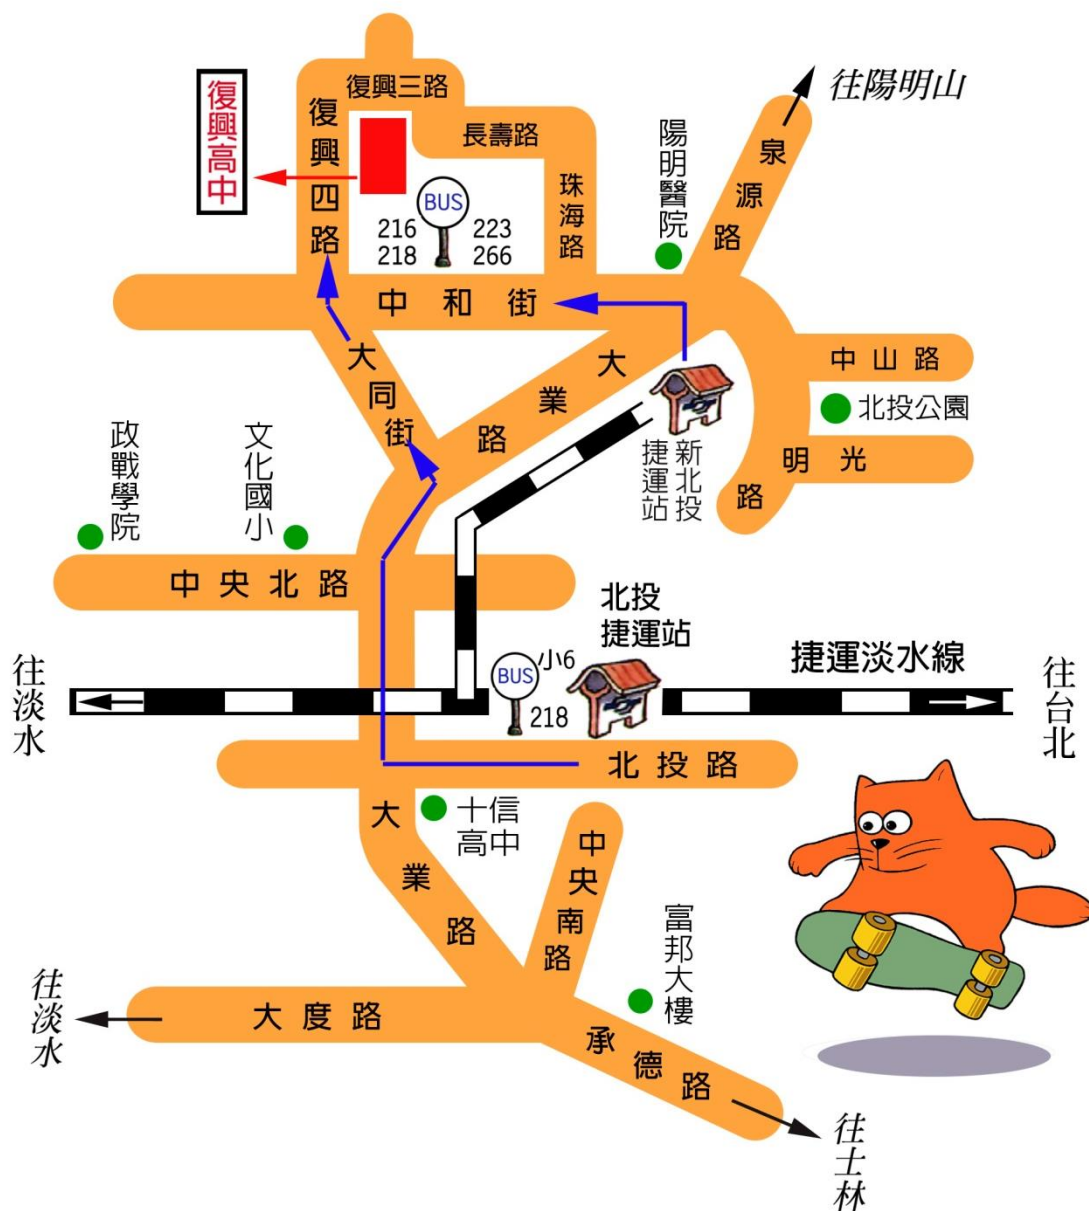 復興三路
往陽明山
復興高中
復興四路
長壽路
陽明醫院
泉源路
珠海路
BUS
216
223
218
266
中和街
大同街
大業路
中山路
北投公園
新北投
捷運站
光明路
政戰學院
文化國小
中央北路
北投
捷運站
小6
BUS
218
捷運淡水線
往淡水
往台北
北投路
大業路
十信
高中
中央南路
富邦大樓
往淡水
大度路
承德路
往士林